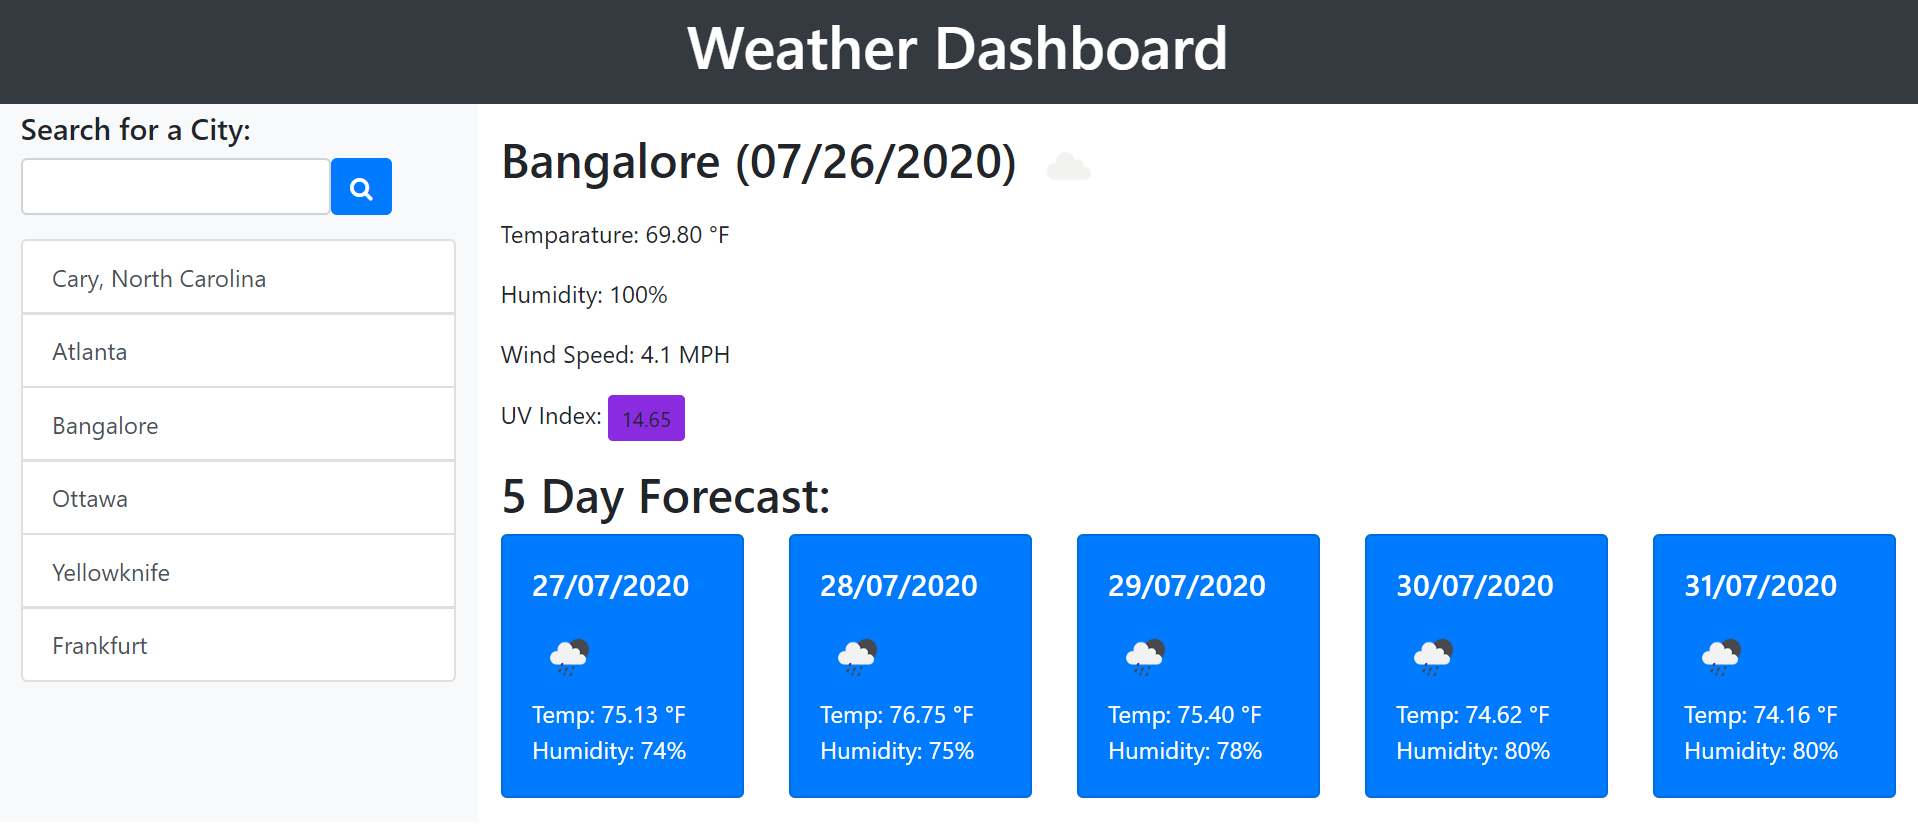 Weather Dashboard
Search for a City:
Cary, North Carolina
Atlanta
Bangalore
Ottawa
Yellowknife
Frankfurt
Bangalore (07/26/2020)
Temparature: 69.80 °F
Humidity: 100%
Wind Speed: 4.1 MPH
UV Index: 14.65
5 Day Forecast:
27/07/2020
Temp: 75.13 °F
Humidity: 74%
28/07/2020
Temp: 76.75 °F
Humidity: 75%
29/07/2020
Temp: 75.40 °F
Humidity: 78%
30/07/2020
Temp: 74.62 °F
Humidity: 80%
31/07/2020
Temp: 74.16 °F
Humidity: 80%